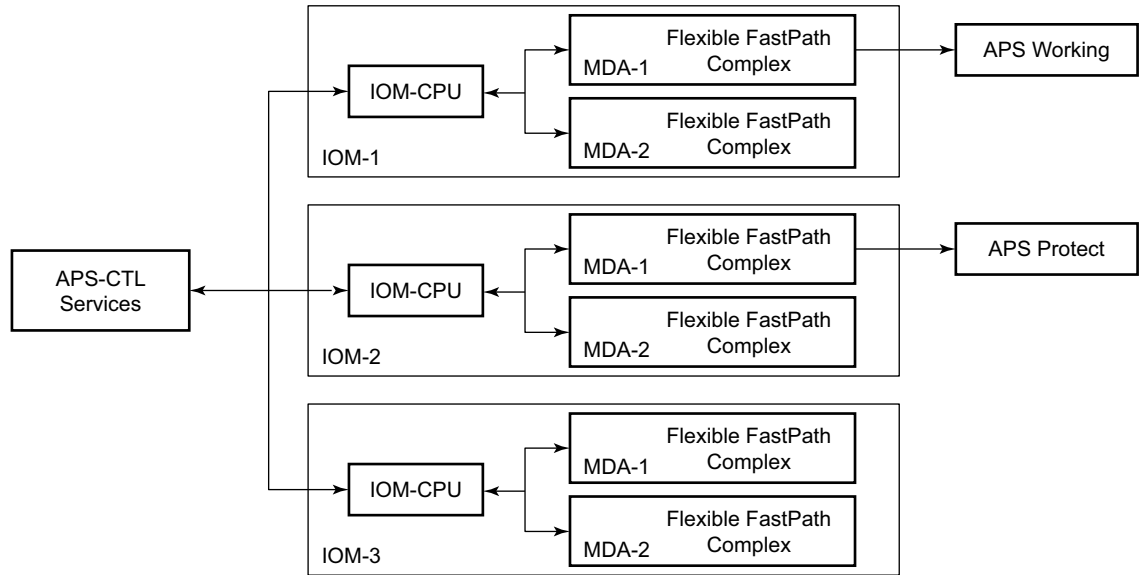 Flexible FastPath
Complex
MDA-1
APS Working
IOM-CPU
Flexible FastPath
Complex
MDA-2
IOM-1
Flexible FastPath
Complex
MDA-1
APS Protect
APS-CTL
Services
IOM-CPU
Flexible FastPath
Complex
MDA-2
IOM-2
Flexible FastPath
Complex
MDA-1
IOM-CPU
Flexible FastPath
Complex
MDA-2
IOM-3